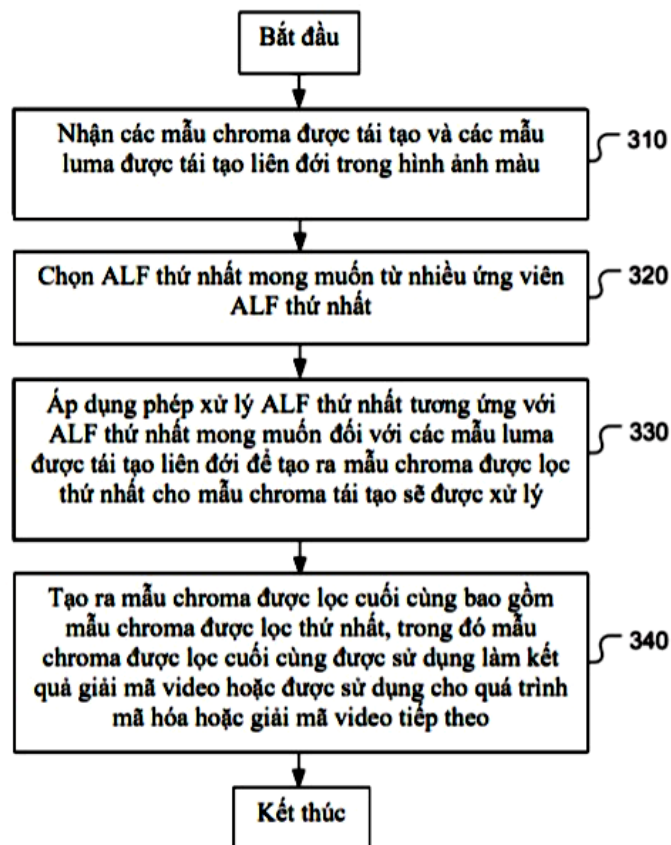 Bắt đầu
Nhận các mẫu chroma được tái tạo và các mẫu
luma được tái tạo liên đới trong hình ảnh màu
310
Chọn ALF thứ nhất mong muốn từ nhiều ứng viên
ALF thứ nhất
320
Áp dụng phép xử lý ALF thứ nhất tương ứng với
ALF thứ nhất mong muốn đối với các mẫu luma
được tái tạo liên đới để tạo ra mẫu chroma được lọc
thứ nhất cho mẫu chroma tái tạo sẽ được xử lý
330
Tạo ra mẫu chroma được lọc cuối cùng bao gồm
mẫu chroma được lọc thứ nhất, trong đó mẫu
chroma được lọc cuối cùng được sử dụng làm kết
quả giải mã video hoặc được sử dụng cho quá trình
mã hóa hoặc giải mã video tiếp theo
340
Kết thúc